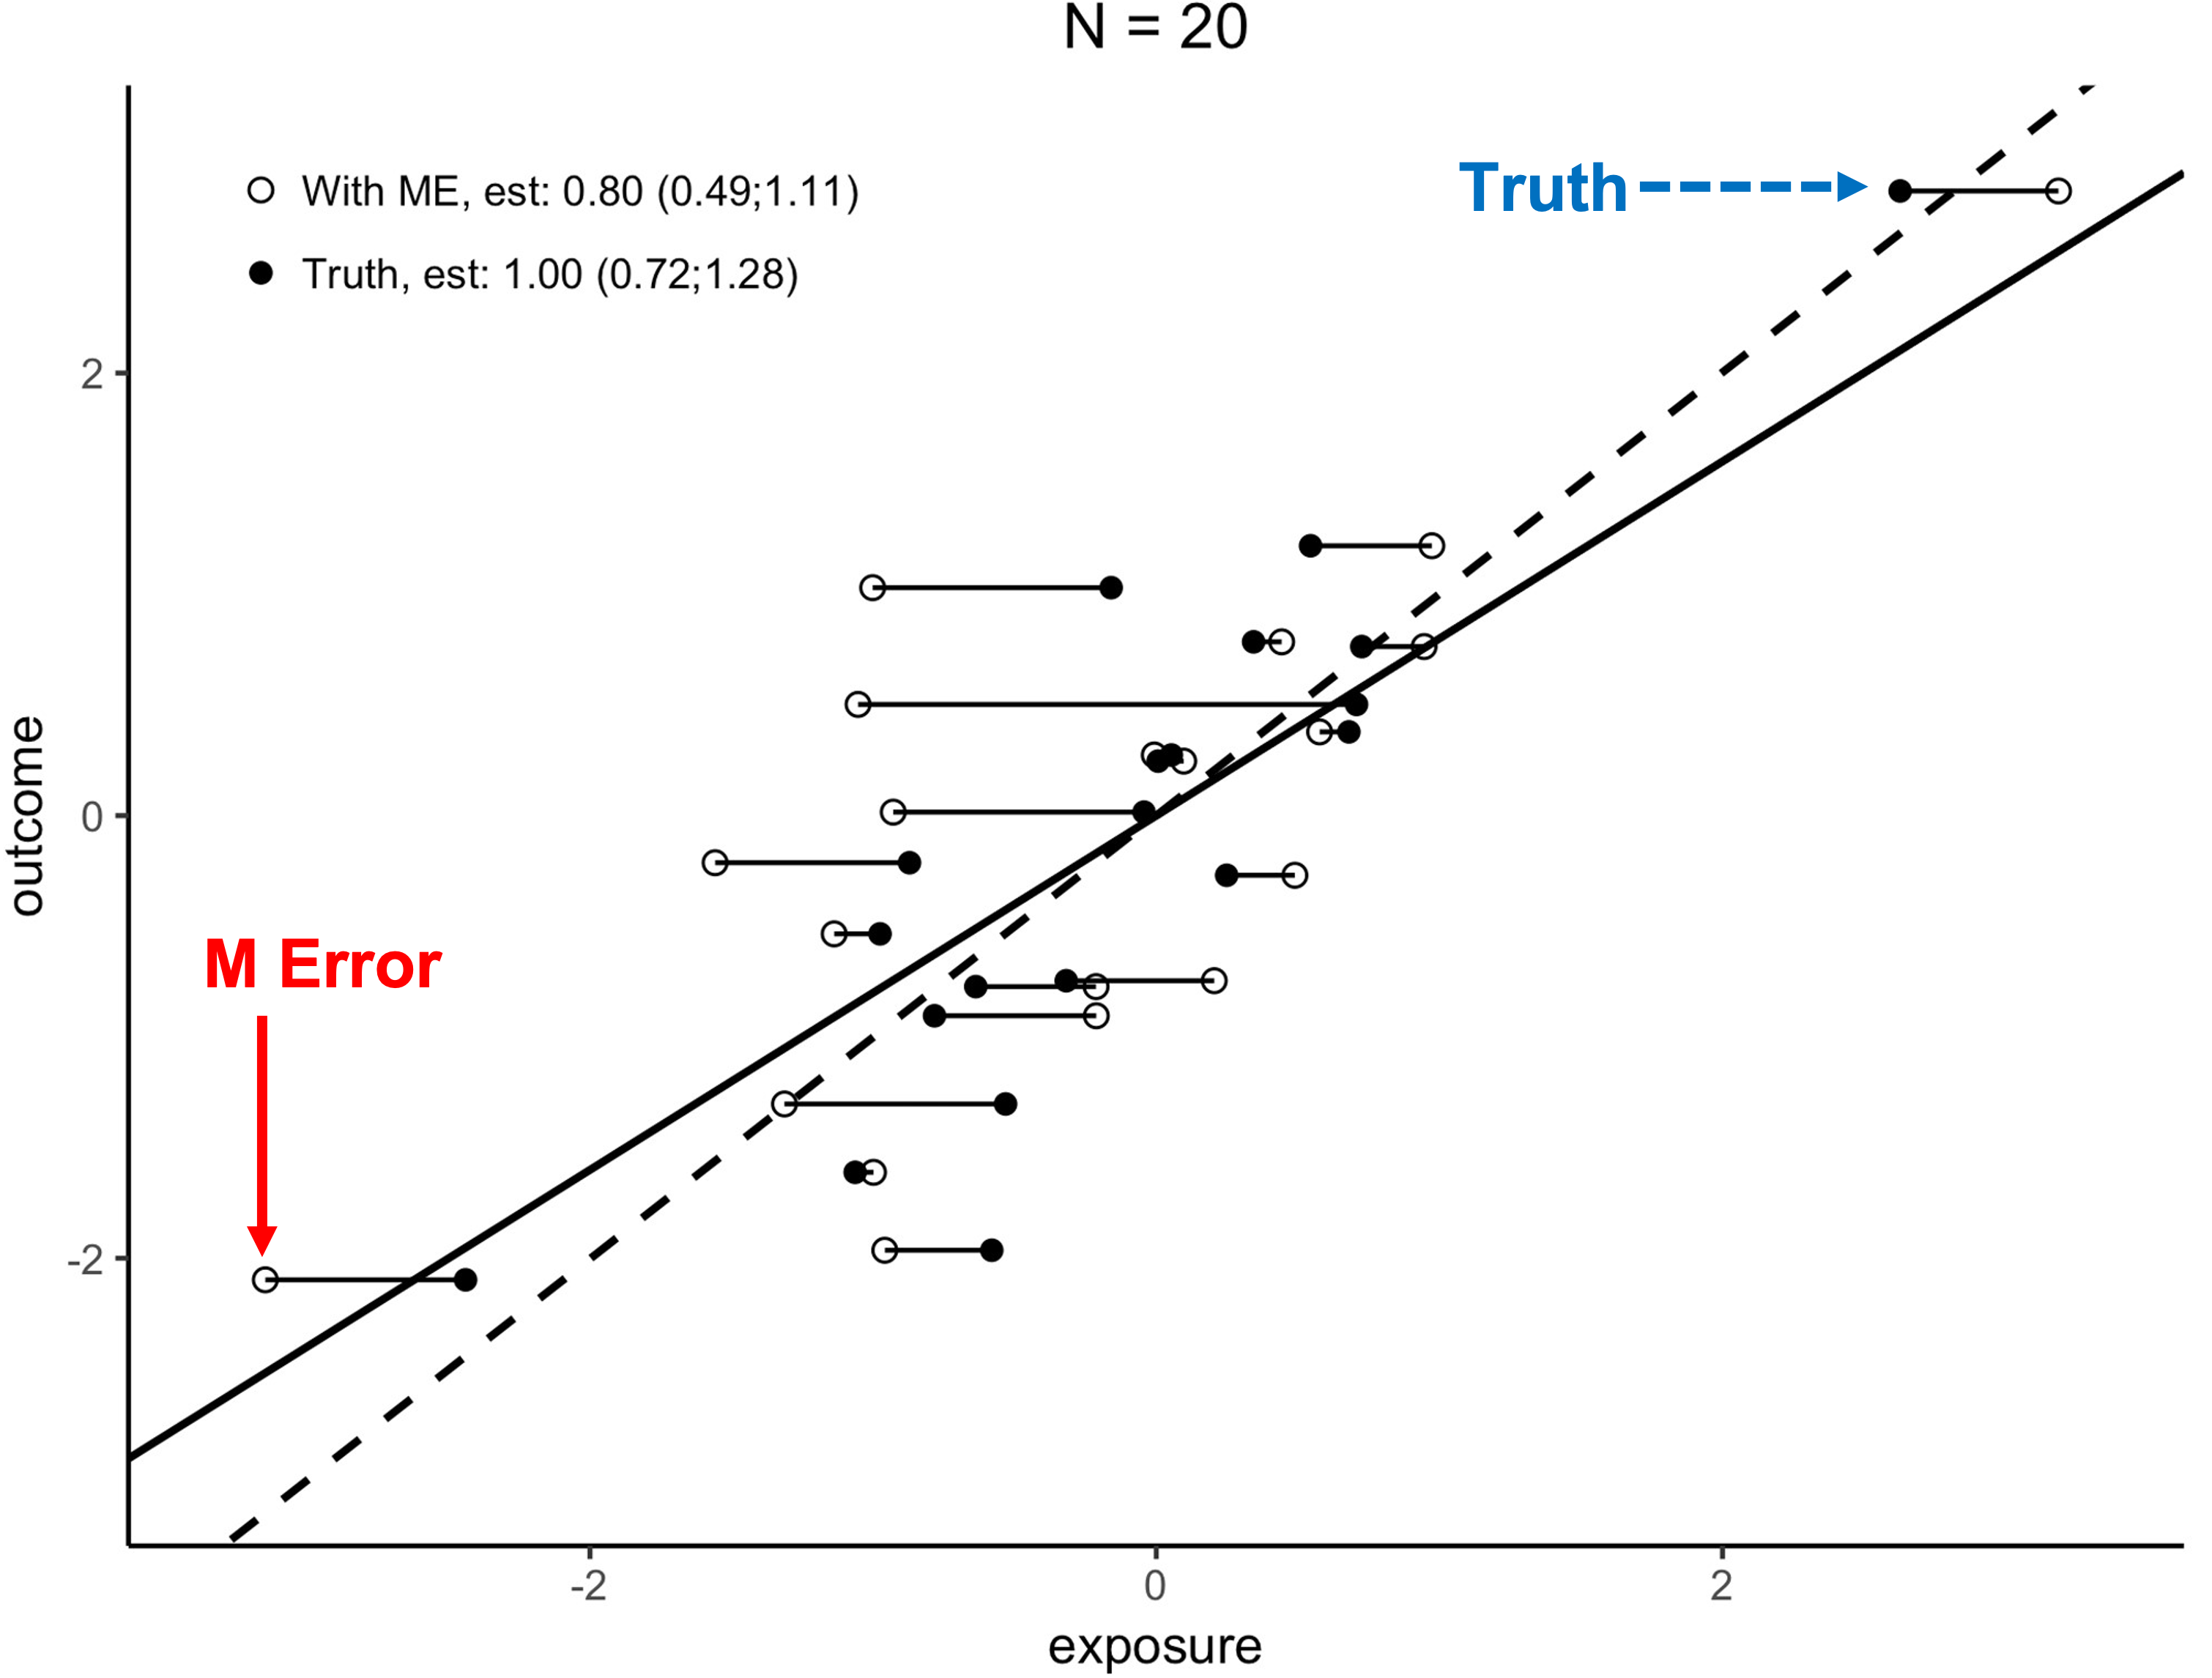 N = 20
With ME, est: 0.80 (0.49;1.11)
Truth, est: 1.00 (0.72;1.28)
Truth
2
0
-2
outcome
M Error
-2
0
2
exposure